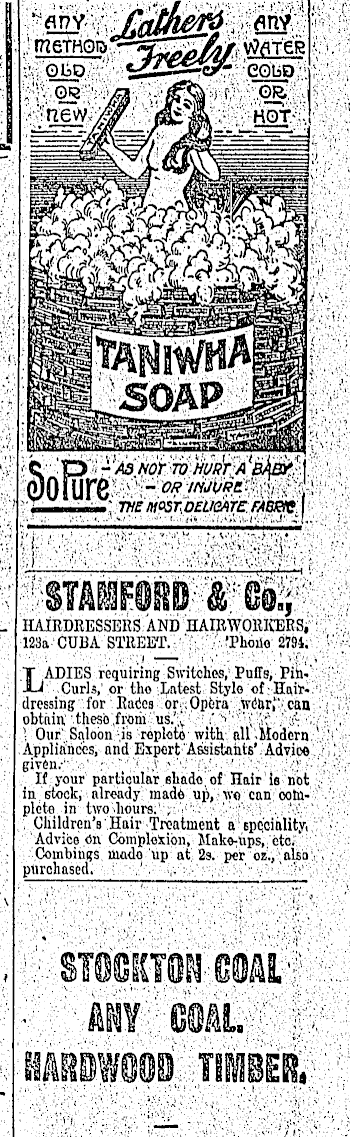 Lathers Freely
ANY METHOD OLD OR NEW
ANY WATER COLD OR HOT
TANIWHA
SOAP
So Pure - AS NOT TO HURT A BABY
- OR INJURE
THE MOST DELICATE FABRIC
STAMFORD & Co.,
HAIRDRESSERS AND HAIRWORKERS,
123a CUBA STREET. 'Phone 2794.
LADIES requiring Switches, Puffs, Pin-
Curls, or the Latest Style of Hair-
dressing for Races or Opera wear, can
obtain these from us.
Our Saloon is replete with all Modern
Appliances, and Expert Assistants' Advice
given.
If your particular shade of Hair is not
in stock, already made up, we can com-
plete in two hours.
Children's Hair Treatment a speciality,
Advice on Complexion, Make-ups, etc.
Combings made up at 2s. per oz., also
purchased.
STOCKTON COAL
ANY COAL.
HARDWOOD TIMBER.